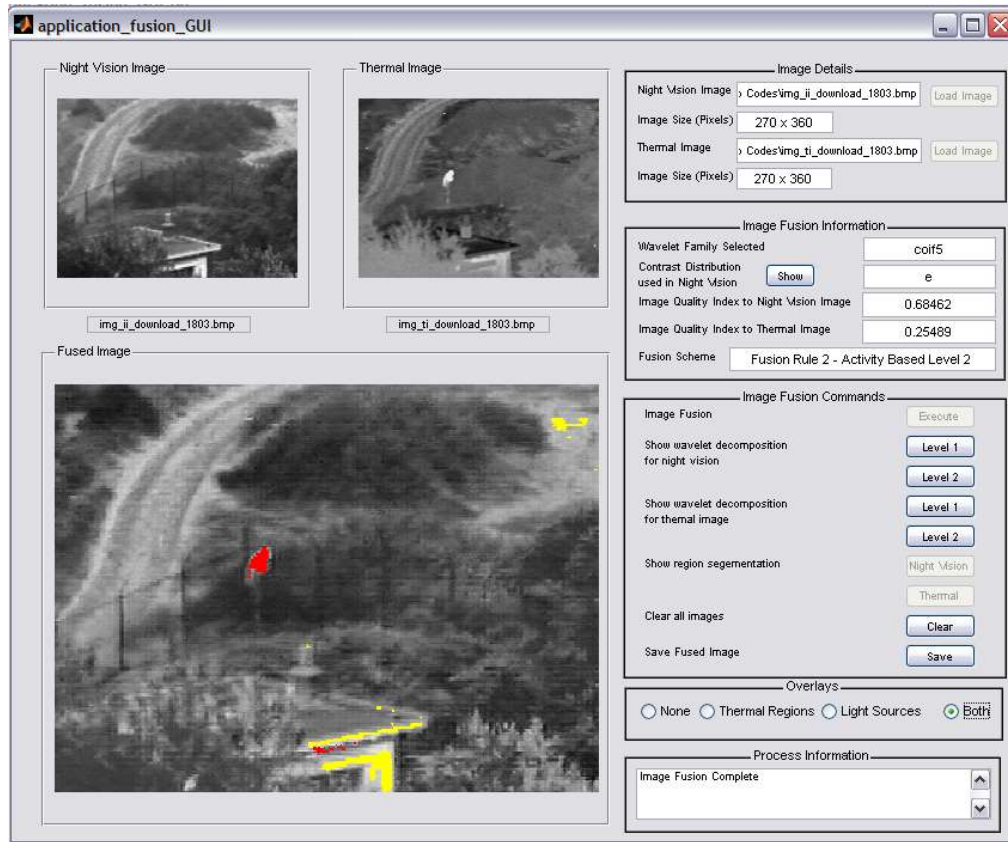 application_fusion_GUI
Night Vision Image
Thermal Image
img_ii_download_1803.bmp
img_ti_download_1803.bmp
Fused Image
Image Details
Night Vision Image
Codes\img_ii_download_1803.bmp
Load Image
Image Size (Pixels)
270 x 360
Thermal Image
Codes\img_ti_download_1803.bmp
Load Image
Image Size (Pixels)
270 x 360
Image Fusion Information
Wavelet Family Selected
coif5
Contrast Distribution
used in Night Vision
Show
e
Image Quality Index to Night Vision Image
0.68462
Image Quality Index to Thermal Image
0.25489
Fusion Scheme
Fusion Rule 2 - Activity Based Level 2
Image Fusion Commands
Image Fusion
Execute
Show wavelet decomposition
for night vision
Level 1
Level 2
Show wavelet decomposition
for thermal image
Level 1
Level 2
Show region segementation
Night Vision
Thermal
Clear all images
Clear
Save Fused Image
Save
Overlays
None
Thermal Regions
Light Sources
Both
Process Information
Image Fusion Complete